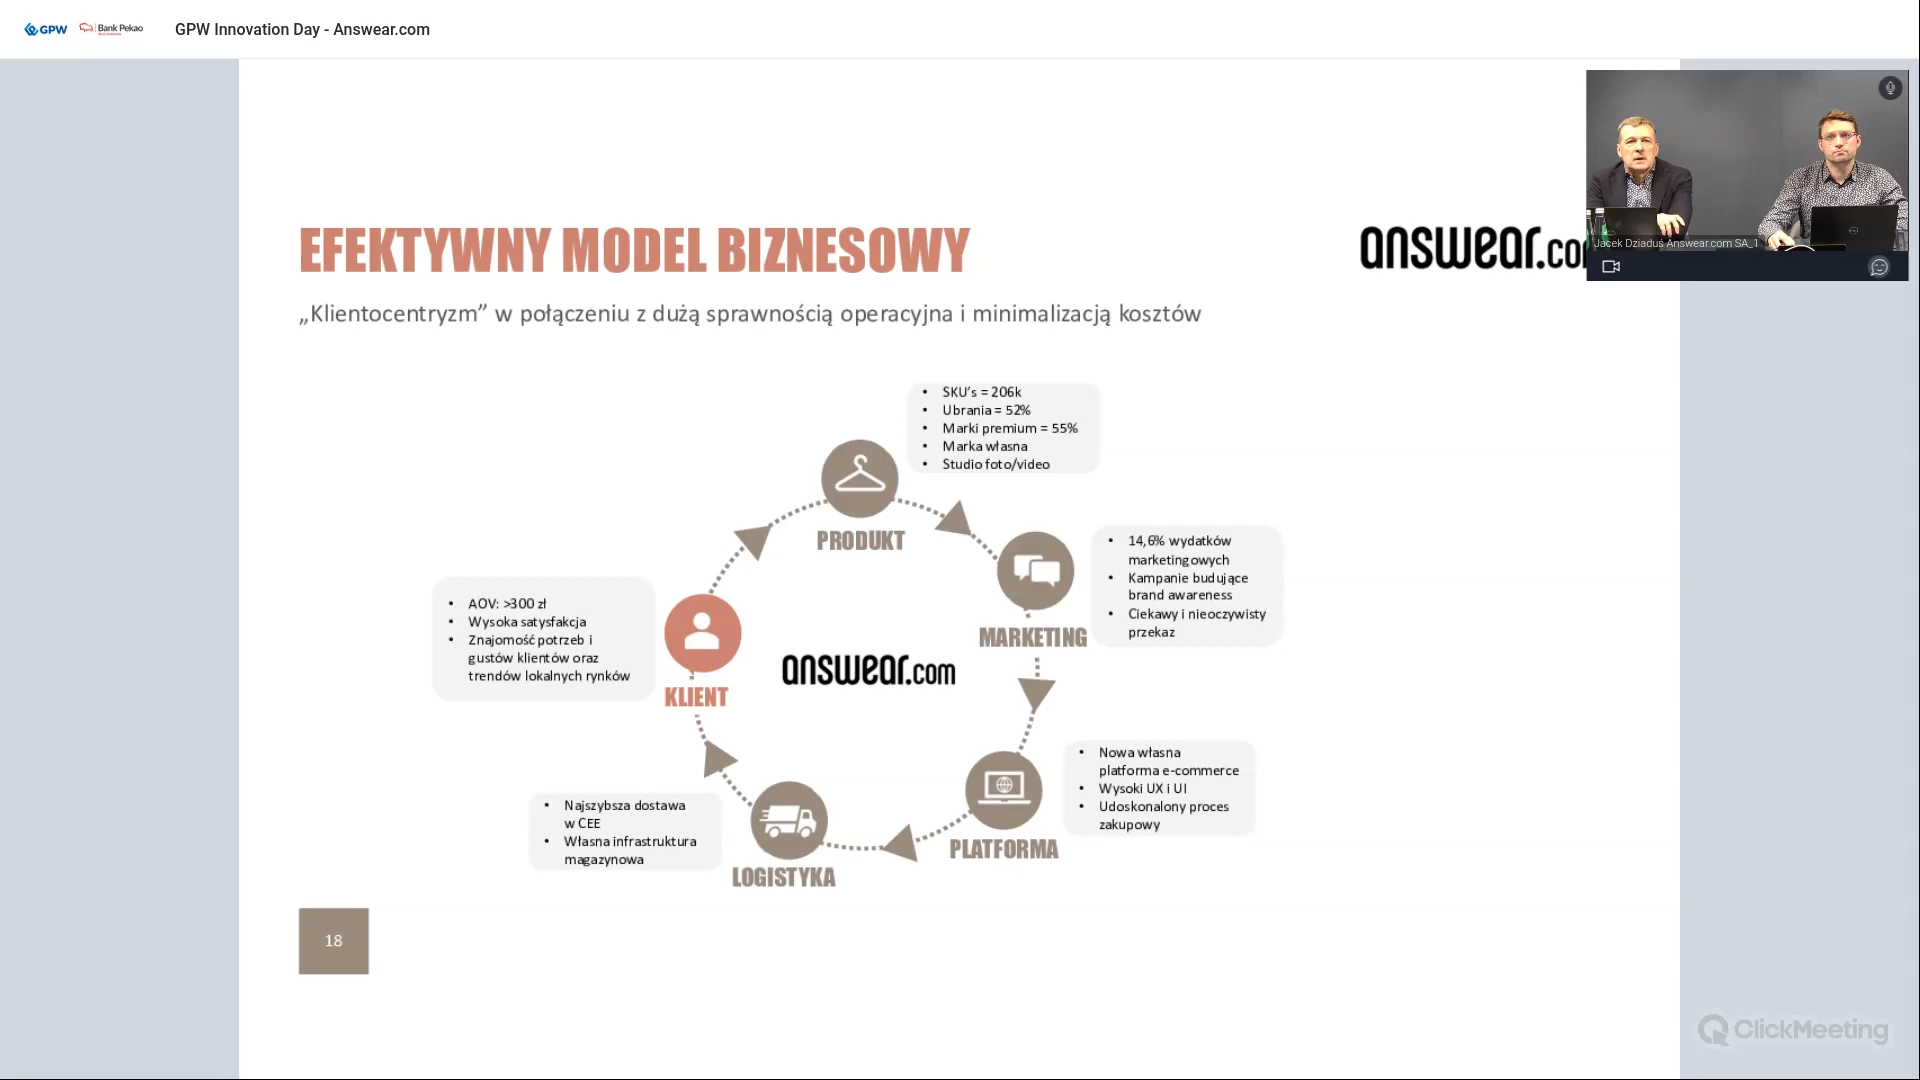 GPW
Bank Pekao
GPW Innovation Day - Answear.com
EFEKTYWNY MODEL BIZNESOWY
answear.co
„Klientocentryzm” w połączeniu z dużą sprawnością operacyjna i minimalizacją kosztów
Jacek Dziaduś Answear.com SA_1
• SKU's = 206k
• Ubrania = 52%
• Marki premium = 55%
• Marka własna
• Studio foto/video
PRODUKT
• 14,6% wydatków
marketingowych
• Kampanie budujące
brand awareness
• Ciekawy i nieoczywisty
przekaz
MARKETING
• AOV: >300 zł
• Wysoka satysfakcja
• Znajomość potrzeb i
gustów klientów oraz
trendów lokalnych rynków
KLIENT
answear.com
• Nowa własna
platforma e-commerce
• Wysoki UX i UI
• Udoskonalony proces
zakupowy
PLATFORMA
• Najszybsza dostawa
w CEE
• Własna infrastruktura
magazynowa
LOGISTYKA
18
ClickMeeting